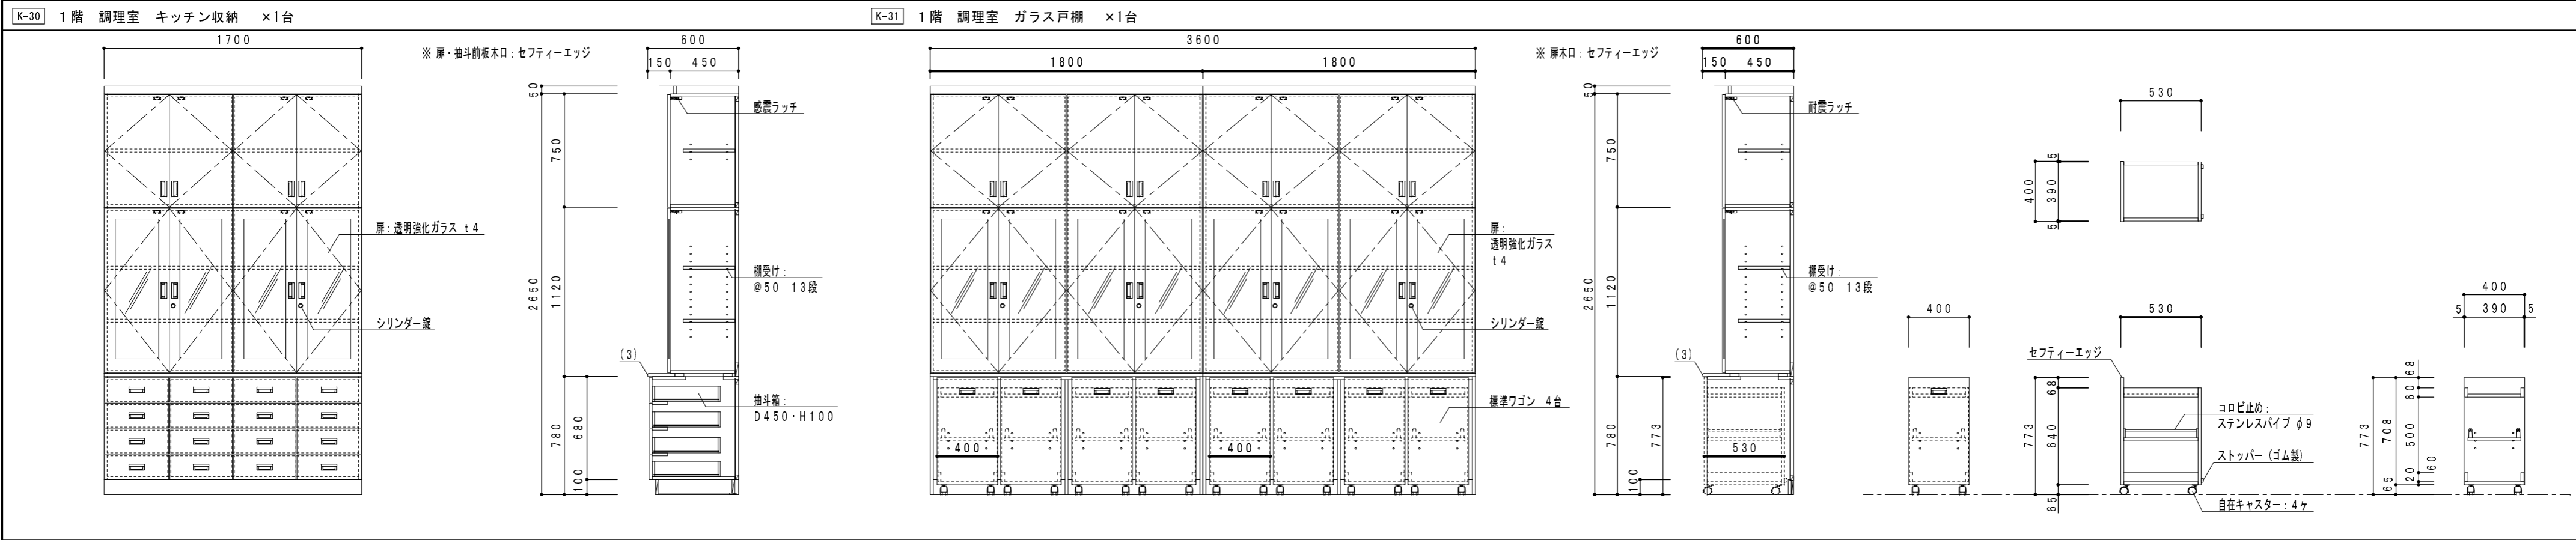 K-30 1階 調理室 キッチン収納 ×1台
1700
※ 扉・抽斗前板木口：セフティーエッジ
600
150 450
50
750
1120
2650
780
680
100
感震ラッチ
扉：透明強化ガラス t4
棚受け：
@50 13段
シリンダー錠
(3)
抽斗箱：
D450・H100
K-31 1階 調理室 ガラス戸棚 ×1台
3600
1800 1800
※ 扉木口：セフティーエッジ
600
150 450
50
750
1120
2650
780
100
773
耐震ラッチ
扉：
透明強化ガラス
t4
棚受け：
@50 13段
シリンダー錠
(3)
標準ワゴン 4台
400
400
530
530
5
400
390
5
400
530
セフティーエッジ
773
68
640
65
コロビ止め：
ステンレスパイプ φ9
ストッパー（ゴム製）
自在キャスター：4ヶ
400
5 390 5
773
708
65
68
60
500
20
60